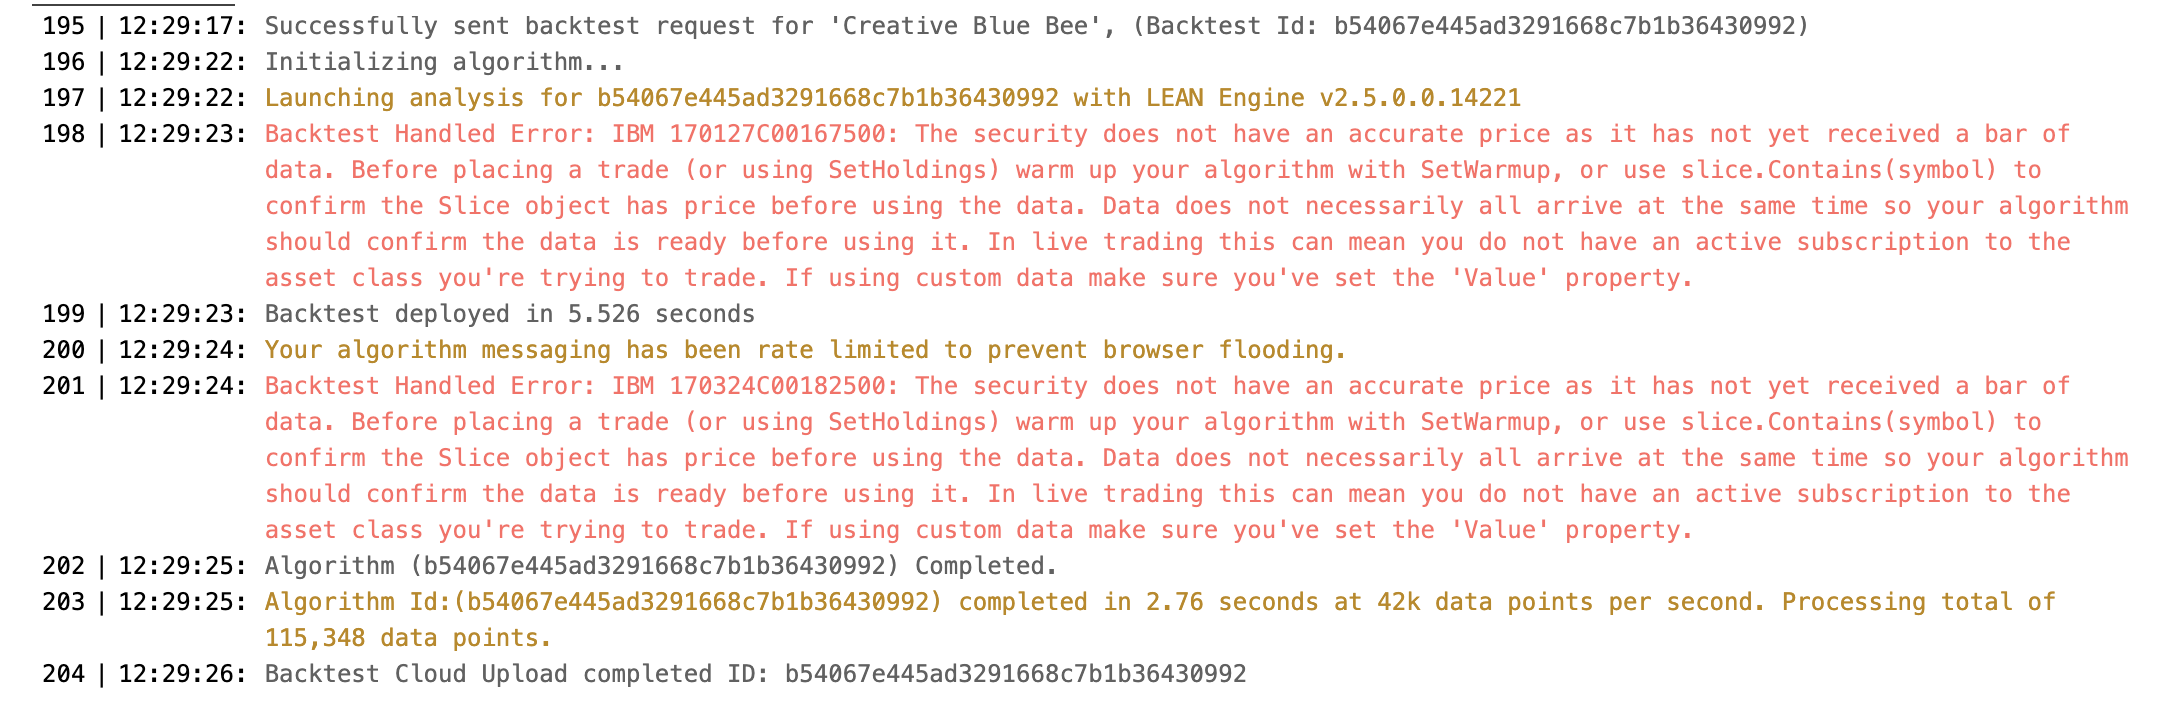 195 | 12:29:17: Successfully sent backtest request for 'Creative Blue Bee', (Backtest Id: b54067e445ad3291668c7b1b36430992)
196 | 12:29:22: Initializing algorithm...
197 | 12:29:22: Launching analysis for b54067e445ad3291668c7b1b36430992 with LEAN Engine v2.5.0.0.14221
198 | 12:29:23: Backtest Handled Error: IBM 170127C00167500: The security does not have an accurate price as it has not yet received a bar of
data. Before placing a trade (or using SetHoldings) warm up your algorithm with SetWarmup, or use slice.Contains(symbol) to
confirm the Slice object has price before using the data. Data does not necessarily all arrive at the same time so your algorithm
should confirm the data is ready before using it. In live trading this can mean you do not have an active subscription to the
asset class you're trying to trade. If using custom data make sure you've set the 'Value' property.
199 | 12:29:23: Backtest deployed in 5.526 seconds
200 | 12:29:24: Your algorithm messaging has been rate limited to prevent browser flooding.
201 | 12:29:24: Backtest Handled Error: IBM 170324C00182500: The security does not have an accurate price as it has not yet received a bar of
data. Before placing a trade (or using SetHoldings) warm up your algorithm with SetWarmup, or use slice.Contains(symbol) to
confirm the Slice object has price before using the data. Data does not necessarily all arrive at the same time so your algorithm
should confirm the data is ready before using it. In live trading this can mean you do not have an active subscription to the
asset class you're trying to trade. If using custom data make sure you've set the 'Value' property.
202 | 12:29:25: Algorithm (b54067e445ad3291668c7b1b36430992) Completed.
203 | 12:29:25: Algorithm Id:(b54067e445ad3291668c7b1b36430992) completed in 2.76 seconds at 42k data points per second. Processing total of
115,348 data points.
204 | 12:29:26: Backtest Cloud Upload completed ID: b54067e445ad3291668c7b1b36430992